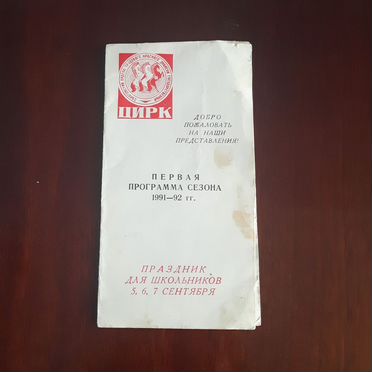 ЦИРК
ДОБРО
ПОЖАЛОВАТЬ
НА НАШИ
ПРЕДСТАВЛЕНИЯ!
ПЕРВАЯ
ПРОГРАММА СЕЗОНА
1991—92 гг.
ПРАЗДНИК
ДЛЯ ШКОЛЬНИКОВ
5, 6, 7 СЕНТЯБРЯ